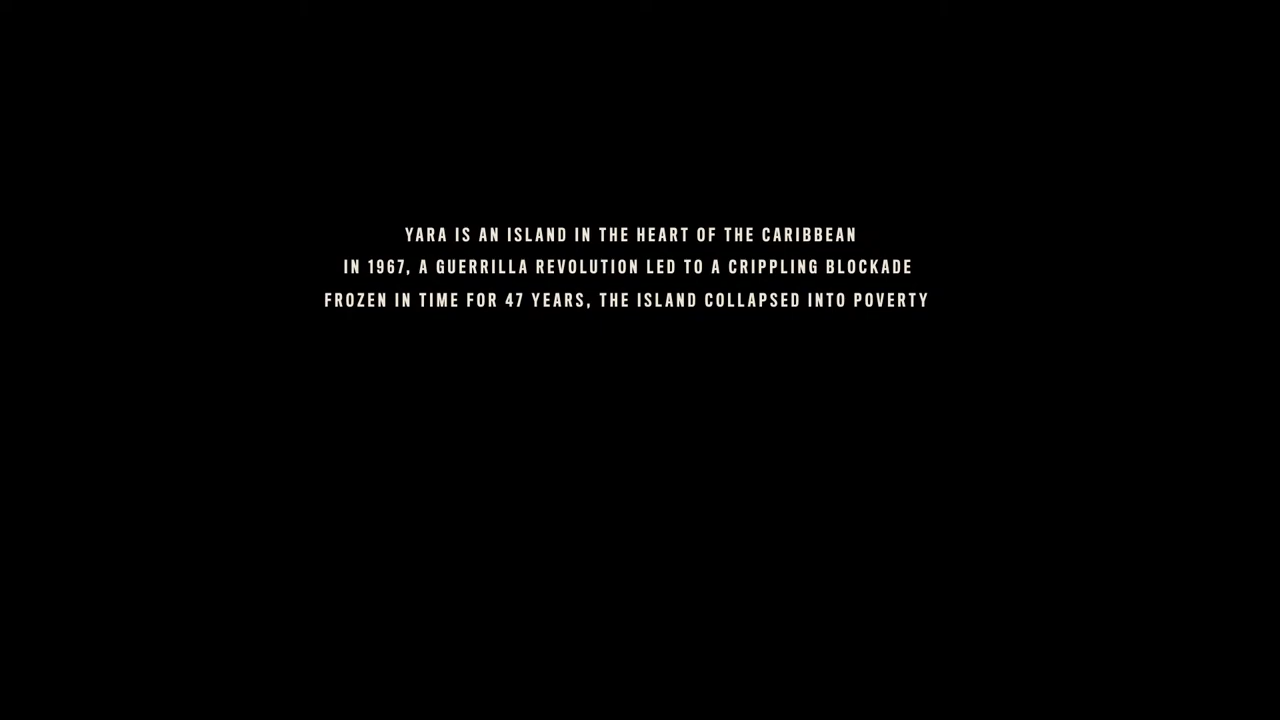 YARA IS AN ISLAND IN THE HEART OF THE CARIBBEAN
IN 1967, A GUERRILLA REVOLUTION LED TO A CRIPPLING BLOCKADE
FROZEN IN TIME FOR 47 YEARS, THE ISLAND COLLAPSED INTO POVERTY